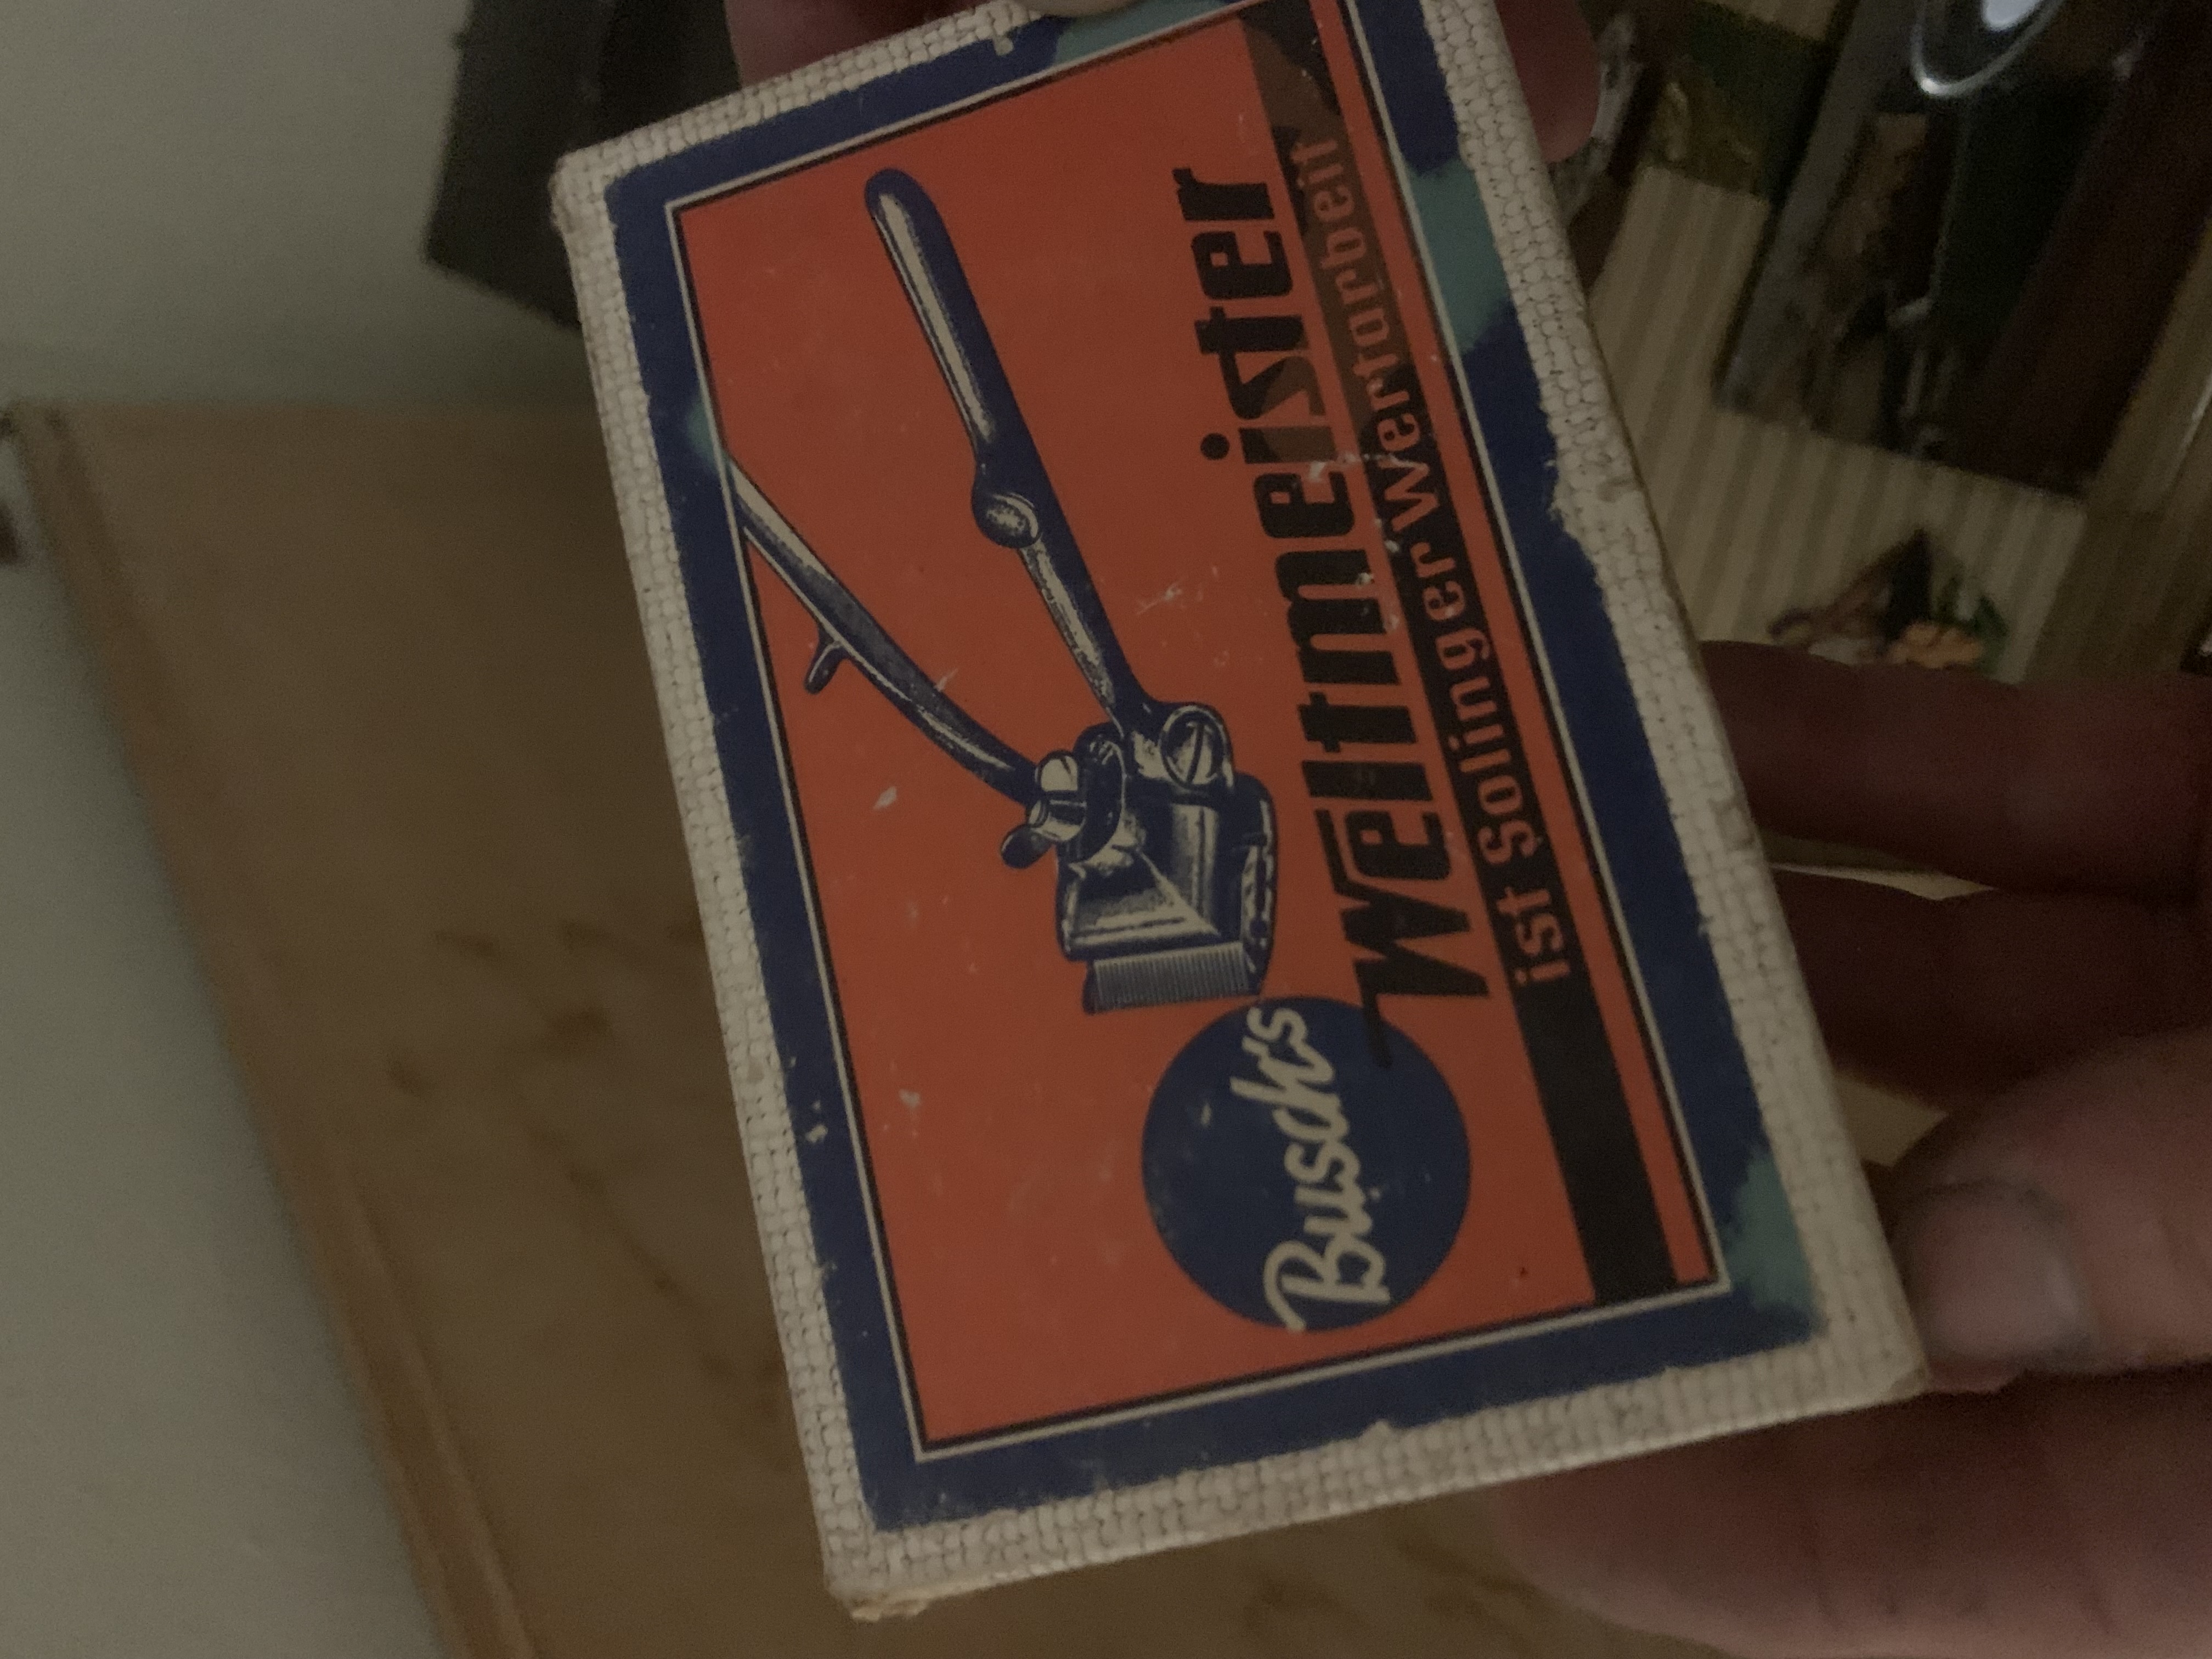 Busch's
Weltmeister
ist Solinger Wertarbeit